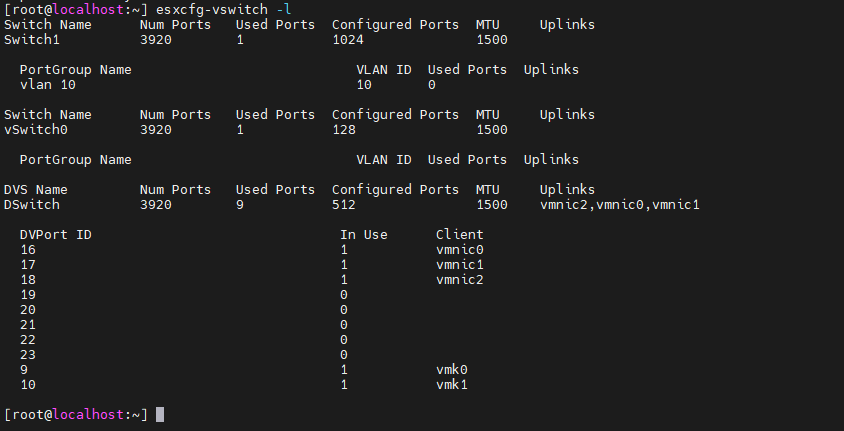 [root@localhost:~] esxcfg-vswitch -l
Switch Name      Num Ports   Used Ports  Configured Ports  MTU     Uplinks
Switch1          3920        1           1024              1500
  PortGroup Name                            VLAN ID  Used Ports  Uplinks
  vlan 10                                   10       0
Switch Name      Num Ports   Used Ports  Configured Ports  MTU     Uplinks
vSwitch0         3920        1           128               1500
  PortGroup Name                            VLAN ID  Used Ports  Uplinks
DVS Name         Num Ports   Used Ports  Configured Ports  MTU     Uplinks
DSwitch          3920        9           512               1500    vmnic2,vmnic0,vmnic1
  DVPort ID                               In Use      Client
  16                                      1           vmnic0
  17                                      1           vmnic1
  18                                      1           vmnic2
  19                                      0
  20                                      0
  21                                      0
  22                                      0
  23                                      0
  9                                       1           vmk0
  10                                      1           vmk1
[root@localhost:~]